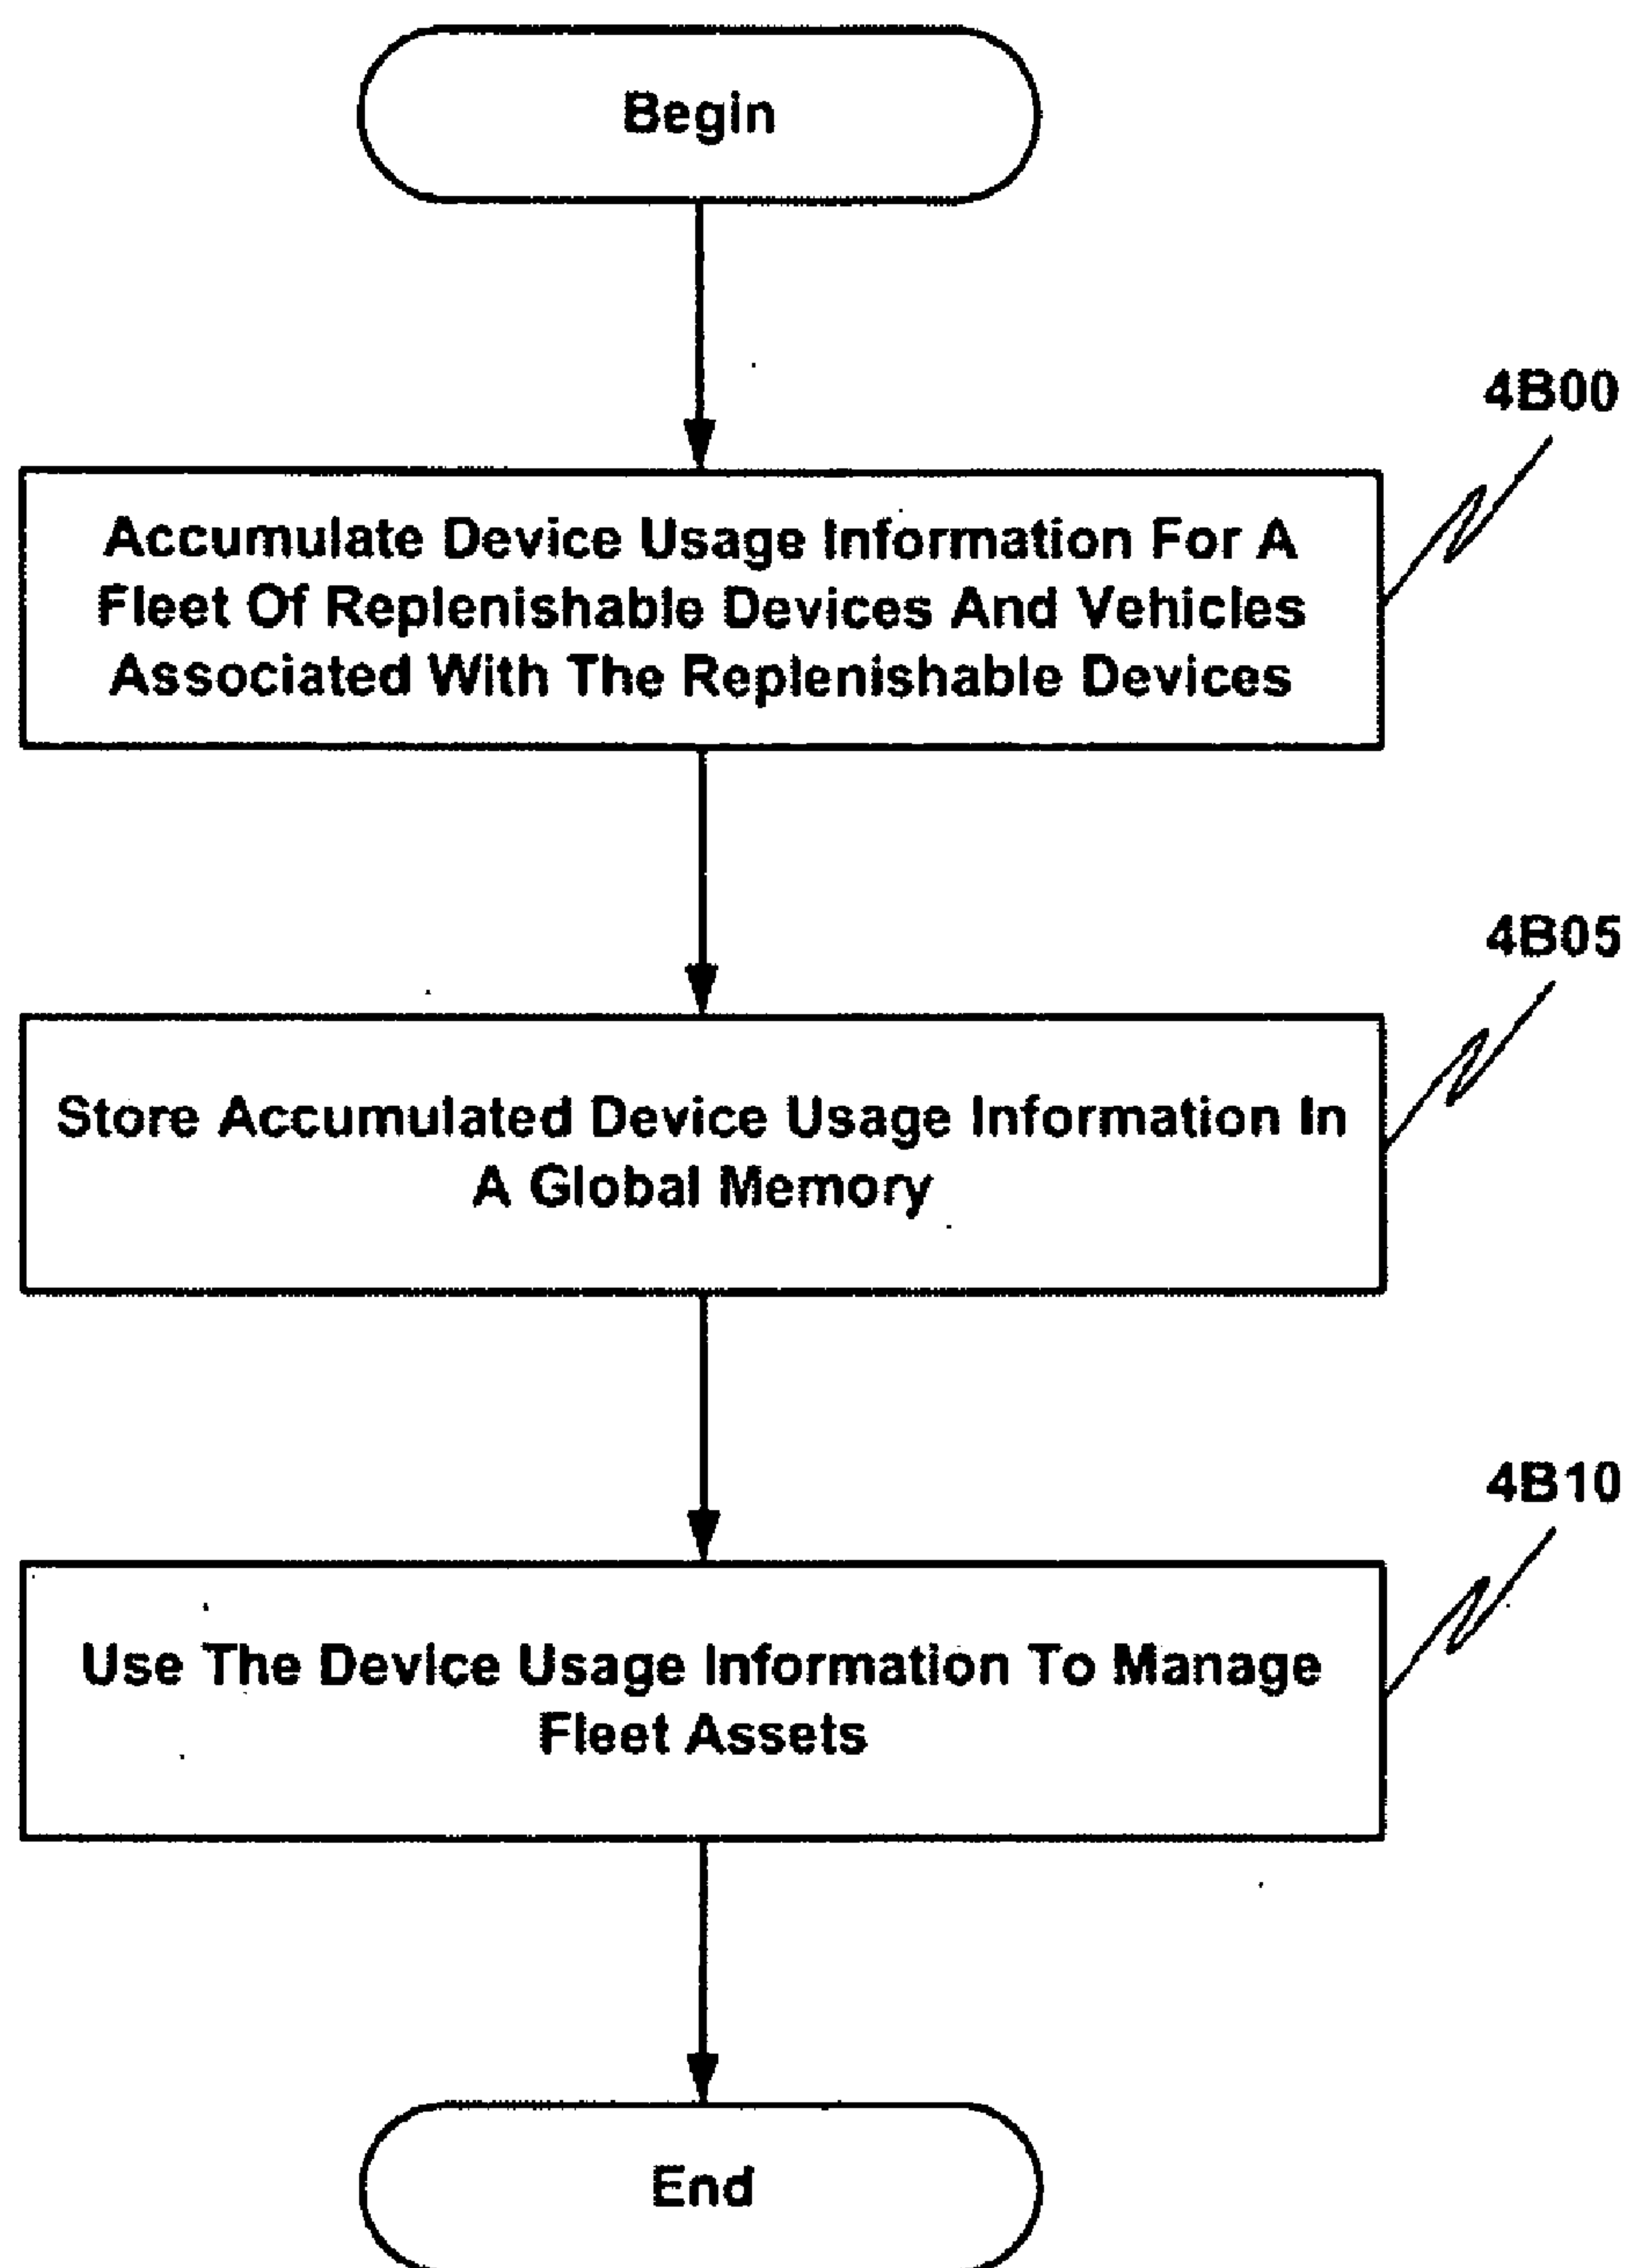 Begin
4B00
Accumulate Device Usage Information For A
Fleet Of Replenishable Devices And Vehicles
Associated With The Replenishable Devices
4B05
Store Accumulated Device Usage Information In
A Global Memory
4B10
Use The Device Usage Information To Manage
Fleet Assets
End